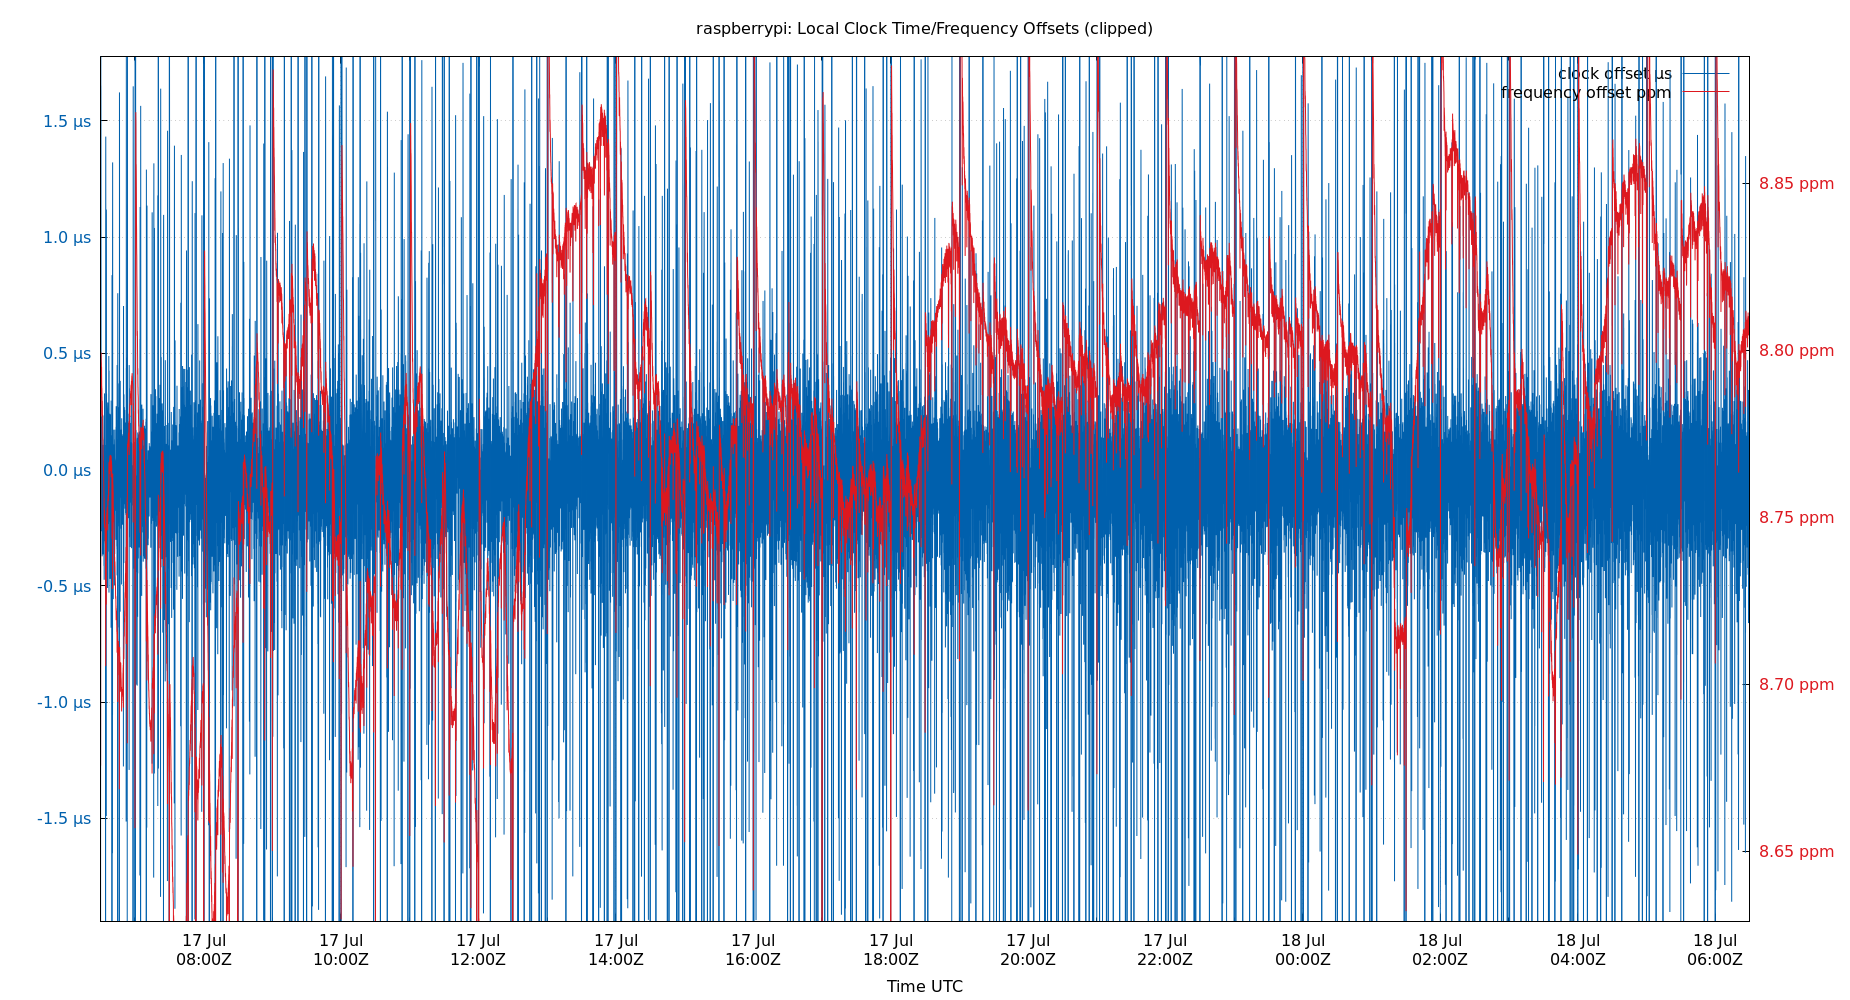 raspberrypi: Local Clock Time/Frequency Offsets (clipped)
clock offset µs
frequency offset ppm
1.5 µs
1.0 µs
0.5 µs
0.0 µs
-0.5 µs
-1.0 µs
-1.5 µs
8.85 ppm
8.80 ppm
8.75 ppm
8.70 ppm
8.65 ppm
17 Jul 17 Jul 17 Jul 17 Jul 17 Jul 17 Jul 17 Jul 17 Jul 18 Jul 18 Jul 18 Jul 18 Jul
08:00Z 10:00Z 12:00Z 14:00Z 16:00Z 18:00Z 20:00Z 22:00Z 00:00Z 02:00Z 04:00Z 06:00Z
Time UTC